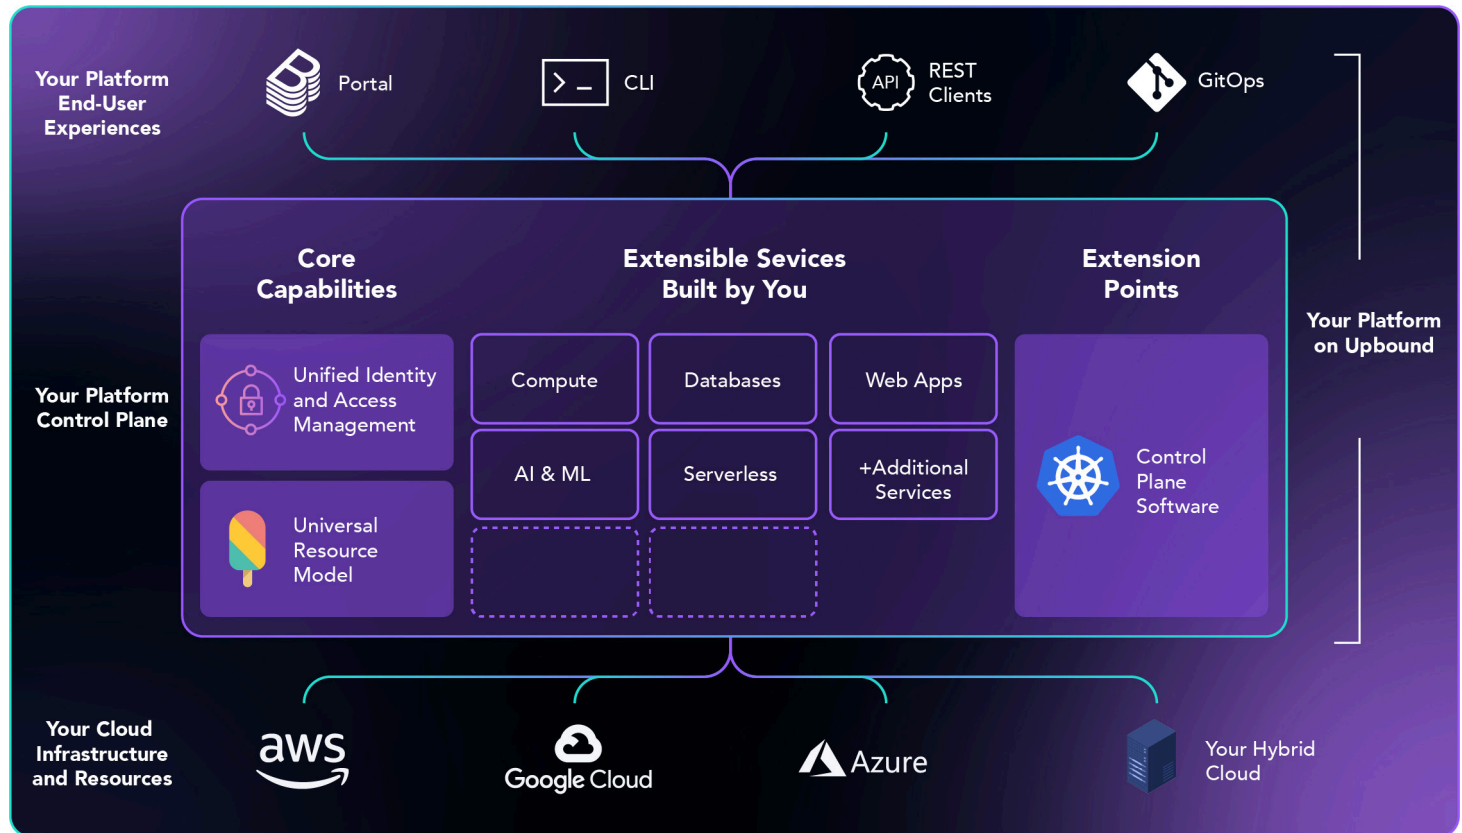 Your Platform
End-User
Experiences
Portal
CLI
API
REST
Clients
GitOps
Core
Capabilities
Extensible Sevices
Built by You
Extension
Points
Your Platform
on Upbound
Your Platform
Control Plane
Unified Identity
and Access
Management
Universal
Resource
Model
Compute
Databases
Web Apps
AI & ML
Serverless
+Additional
Services
Control
Plane
Software
Your Cloud
Infrastructure
and Resources
aws
Google Cloud
Azure
Your Hybrid
Cloud